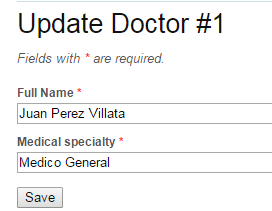 Update Doctor #1
Fields with * are required.
Full Name *
Juan Perez Villata
Medical specialty *
Medico General
Save